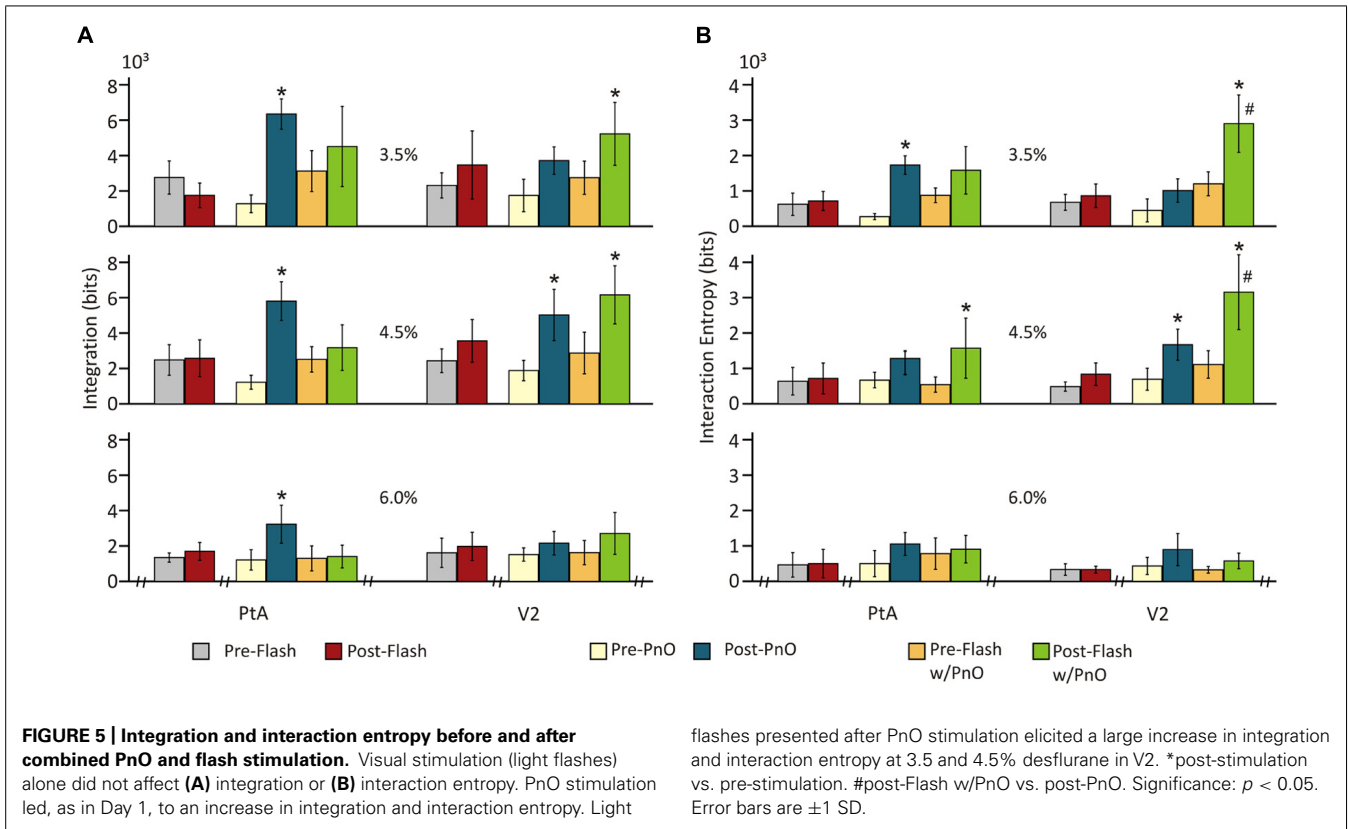 A
10³
8
6
4
2
0
*
*
3.5%
8
6
4
2
0
*
*
*
4.5%
8
6
4
2
0
*
6.0%
Integration (bits)
PtA
V2
B
10³
4
3
2
1
0
*
*
#
3.5%
4
3
2
1
0
*
*
*
#
4.5%
4
3
2
1
0
6.0%
Interaction Entropy (bits)
PtA
V2
Pre-Flash
Post-Flash
Pre-PnO
Post-PnO
Pre-Flash
w/PnO
Post-Flash
w/PnO
FIGURE 5 | Integration and interaction entropy before and after
combined PnO and flash stimulation. Visual stimulation (light flashes)
alone did not affect (A) integration or (B) interaction entropy. PnO stimulation
led, as in Day 1, to an increase in integration and interaction entropy. Light
flashes presented after PnO stimulation elicited a large increase in integration
and interaction entropy at 3.5 and 4.5% desflurane in V2. *post-stimulation
vs. pre-stimulation. #post-Flash w/PnO vs. post-PnO. Significance: p < 0.05.
Error bars are ±1 SD.